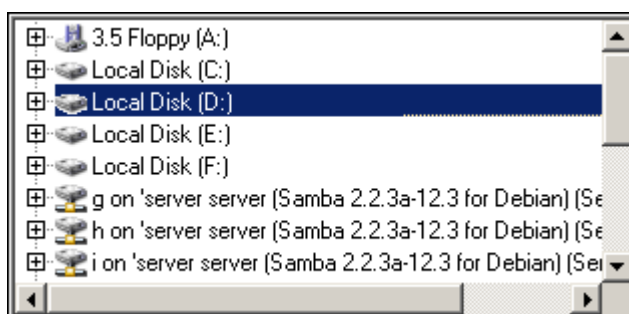 3.5 Floppy (A:)
Local Disk (C:)
Local Disk (D:)
Local Disk (E:)
Local Disk (F:)
g on 'server server (Samba 2.2.3a-12.3 for Debian) (Se
h on 'server server (Samba 2.2.3a-12.3 for Debian) (Se
i on 'server server (Samba 2.2.3a-12.3 for Debian) (Ser